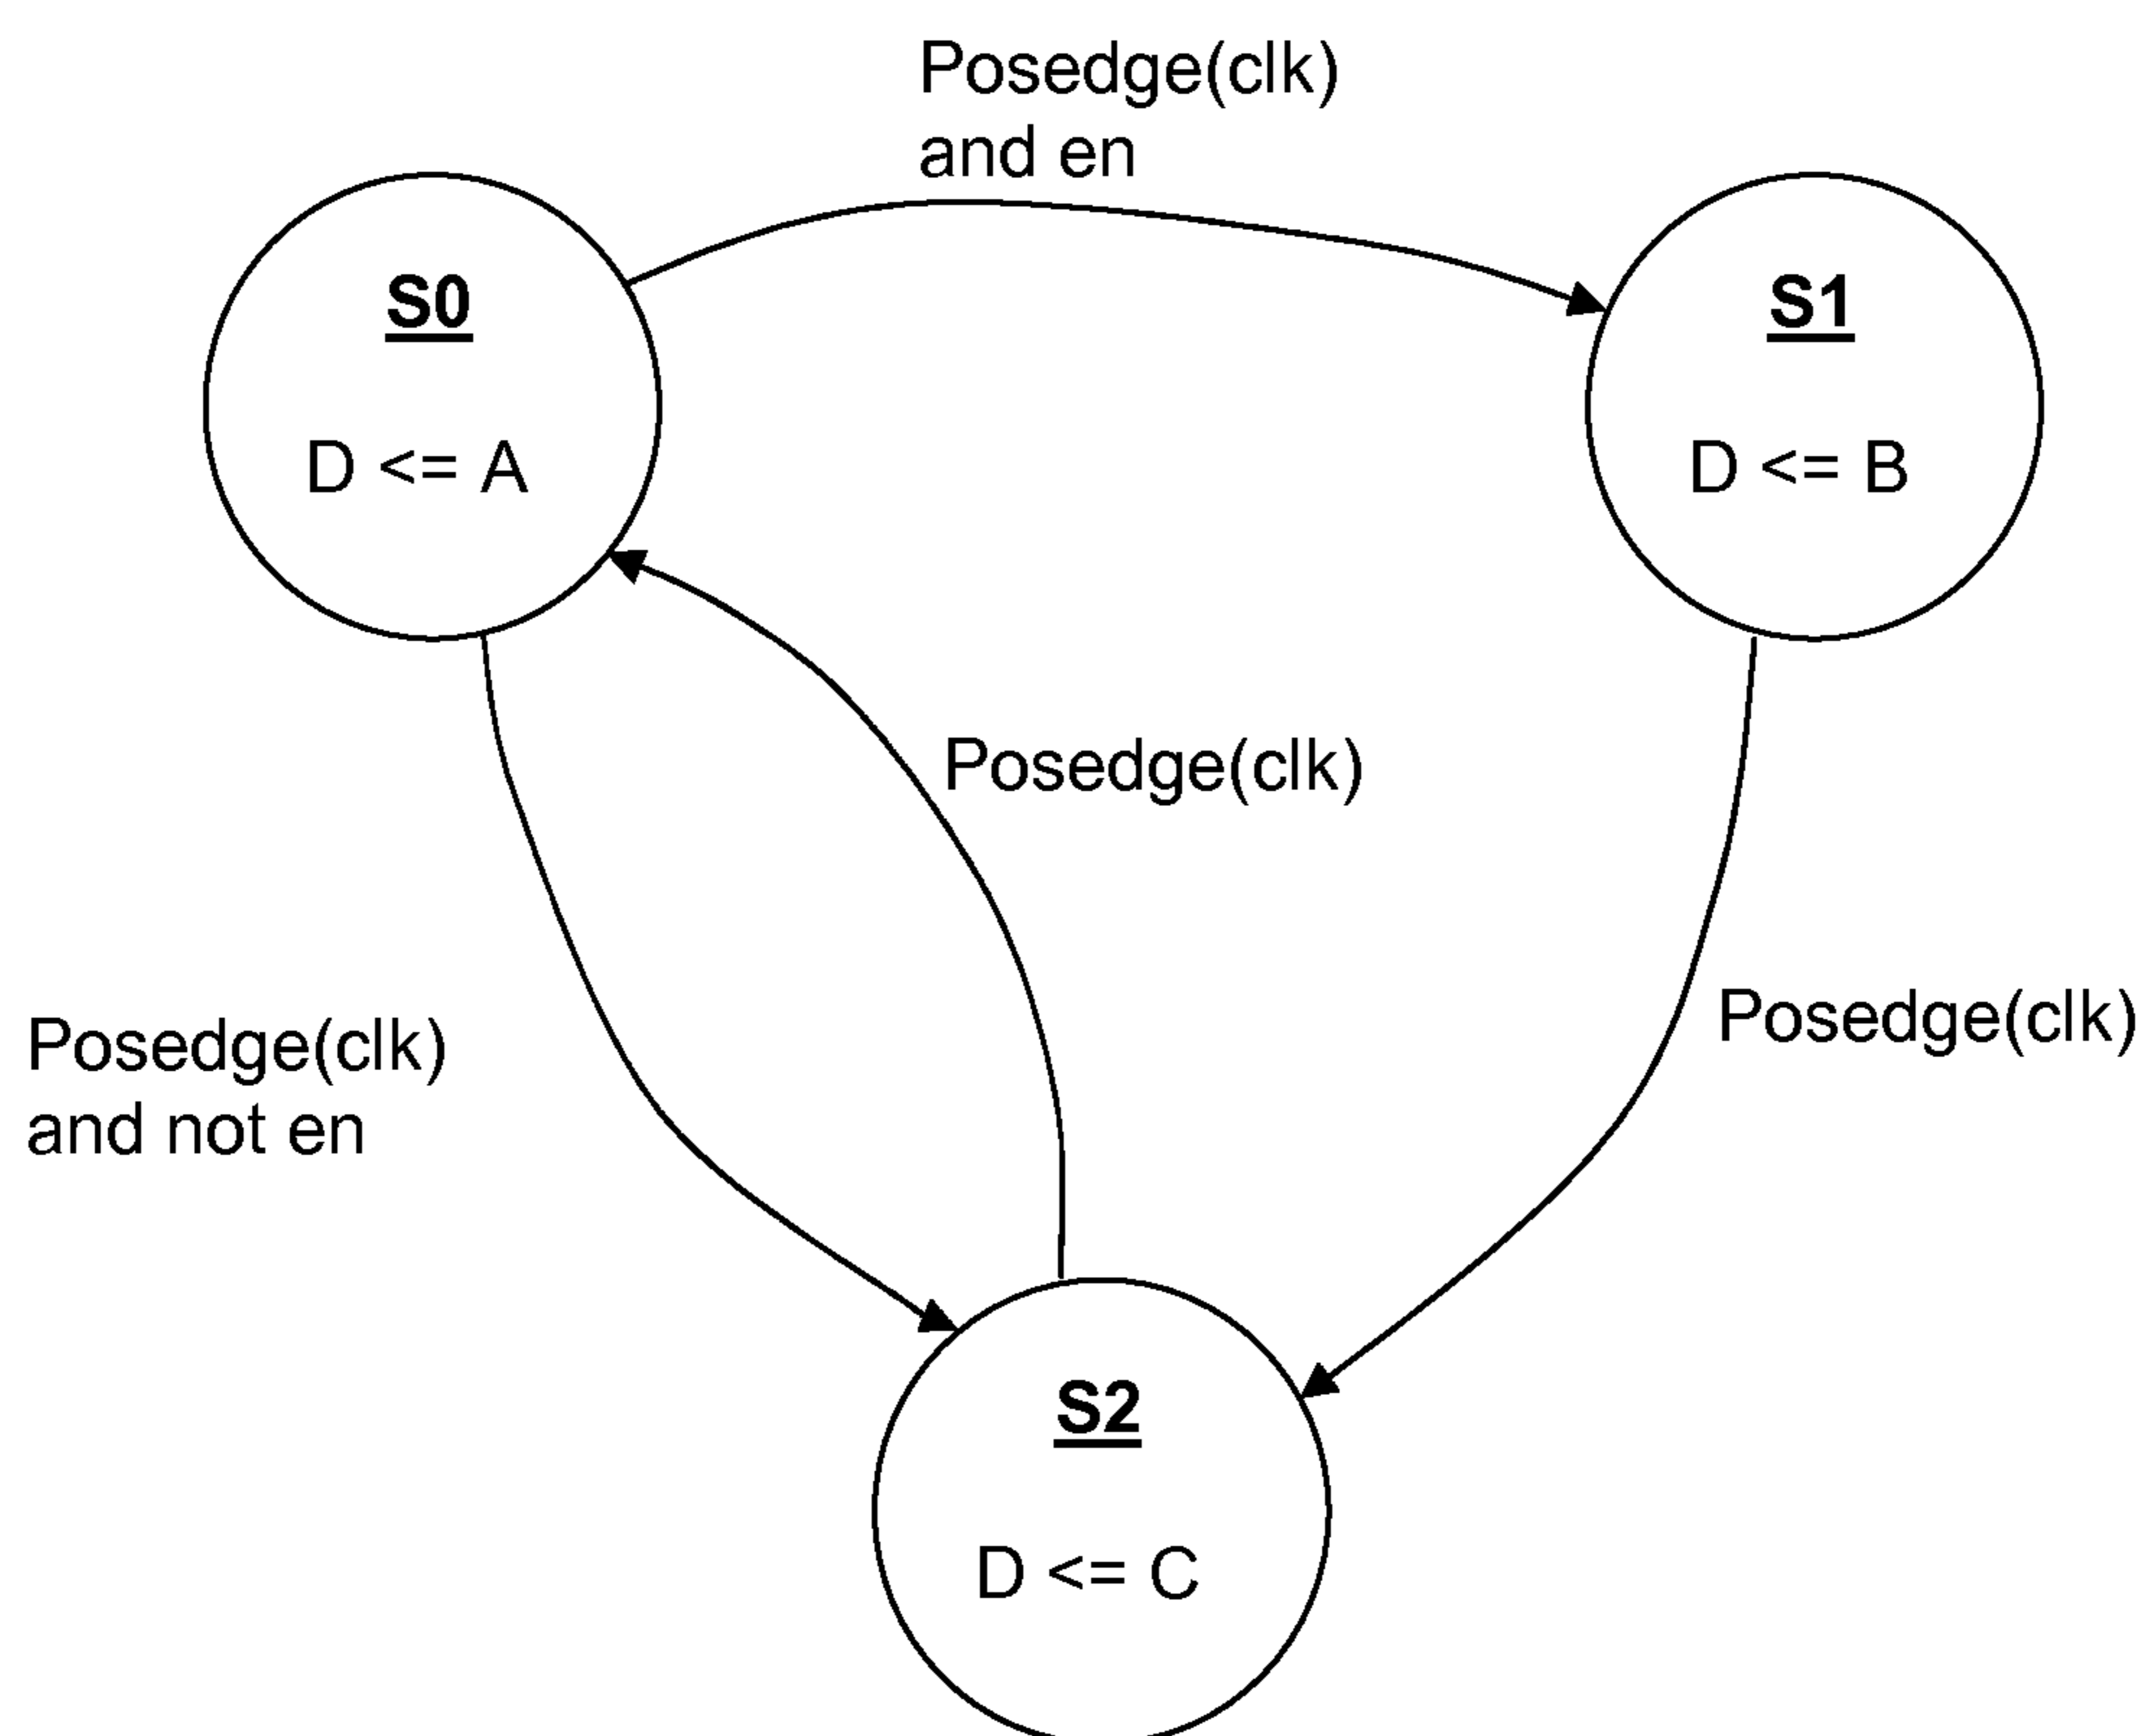 Posedge(clk)
and en
S0
D <= A
S1
D <= B
Posedge(clk)
Posedge(clk)
Posedge(clk)
and not en
S2
D <= C